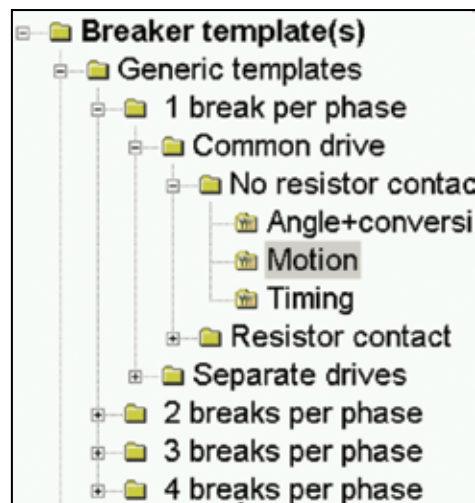 Breaker template(s)
Generic templates
1 break per phase
Common drive
No resistor contac
Angle+conversi
Motion
Timing
Resistor contact
Separate drives
2 breaks per phase
3 breaks per phase
4 breaks per phase